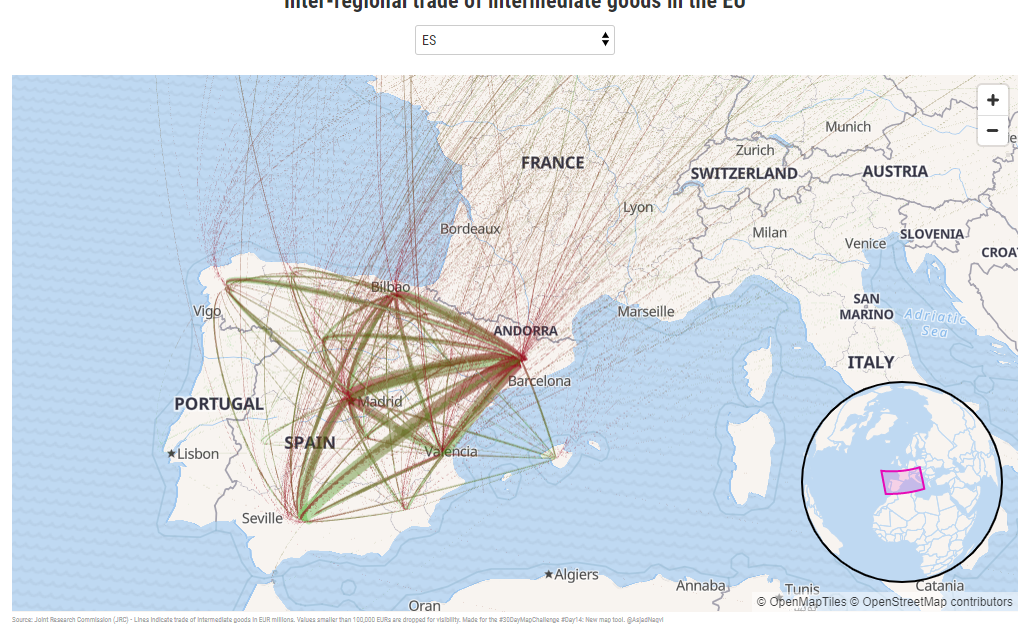 Inter-regional trade of intermediate goods in the EU
ES
Munich
Zurich
FRANCE
SWITZERLAND
AUSTRIA
Lyon
Bordeaux
Milan
SLOVENIA
Venice
CROA
Bilbao
SAN
MARINO
Vigo
Marseille
Adriatic
Sea
ANDORRA
ITALY
Barcelona
PORTUGAL
Madrid
SPAIN
Valencia
Lisbon
Seville
Algiers
Annaba
Tunis
Catania
Oran
© OpenMapTiles © OpenStreetMap contributors
Source: Joint Research Commission (JRC) - Lines indicate trade of intermediate goods in EUR millions. Values smaller than 100,000 EURs are dropped for visibility. Made for the #30DayMapChallenge #Day14: New map tool. @AsjadNaqvi